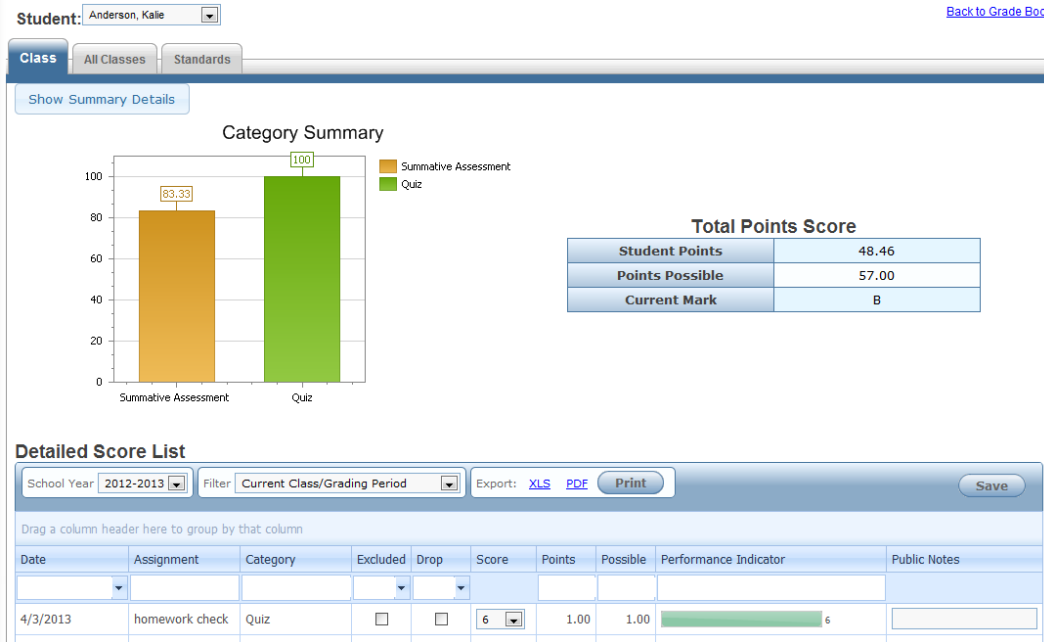 Student: Anderson, Kalie
Back to Grade Boo
Class All Classes Standards
Show Summary Details
Category Summary
100
83.33
Summative Assessment
Quiz
100
80
60
40
20
0
Summative Assessment Quiz
Total Points Score
Student Points 48.46
Points Possible 57.00
Current Mark B
Detailed Score List
School Year 2012-2013 Filter Current Class/Grading Period Export: XLS PDF Print Save
Drag a column header here to group by that column
Date Assignment Category Excluded Drop Score Points Possible Performance Indicator Public Notes
4/3/2013 homework check Quiz 6 1.00 1.00 6